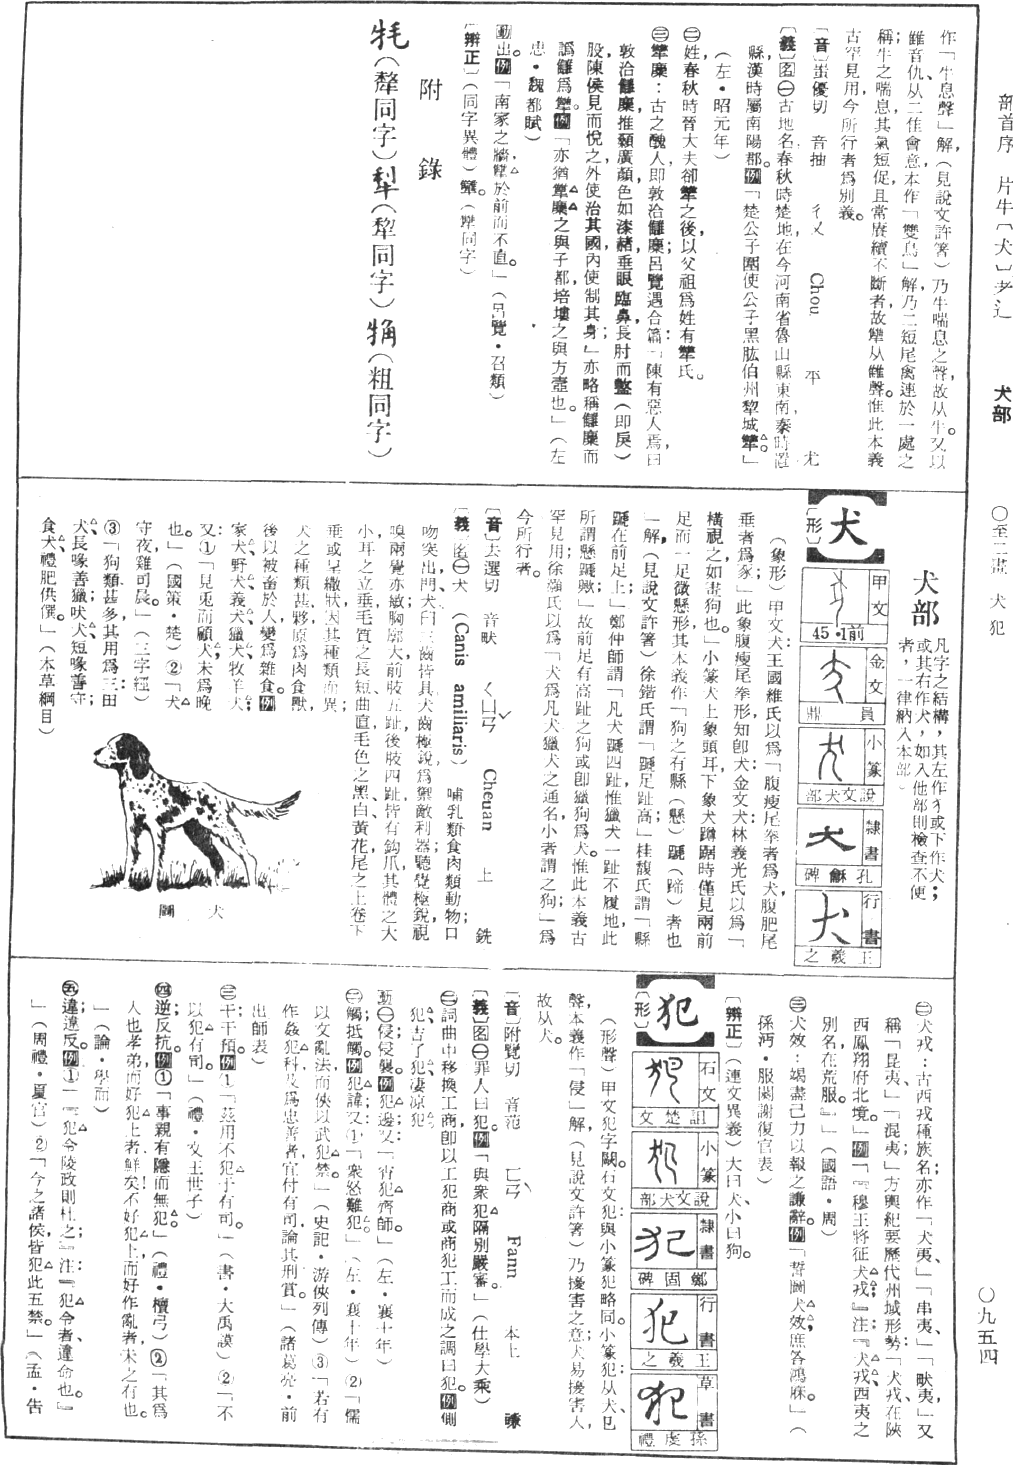 部首序　片牛〔犬〕老辶
犬部
○至二畫　犬　犯
○九五四
作「牛息聲」解（見說文許箸）乃牛喘息之聲，故从牛。又以
雔音仇，从二隹會意，本作「雙鳥」解，乃二短尾禽連於一處之
稱；牛之喘息其氣短促，且常賡續不斷者，故犨从雔聲。惟此本義
古罕見用，今所行者爲別義。
〔音〕蚩優切　音抽　ㄔㄡ　Chou　平　尤
〔義〕名㊀古地名，春秋時楚地，在今河南省魯山縣東南，秦時置
縣，漢時屬南陽郡。例「楚公子圍使公子黑肱伯州犂城犨。」
（左・昭元年）
㊁姓，春秋時晉大夫卻犨之後，以父祖爲姓，有犨氏。
㊂犨麋：古之醜人，即敦洽讎麋；呂覽遇合篇：「陳有惡人焉，曰
敦洽讎麋，推顙廣顏，色如漆赭，垂眼臨鼻，長肘而盭（即戾）
股，陳侯見而悅之，外使治其國，內使制其身」亦略稱讎麋而
譌讎爲犨。例「亦猶犨麋之與子都，培塿之與方壼也。」（左
思・魏都賦）
動出。例「南家之牆，犨於前而不直。」（呂覽・召類）
〔辨正〕（同字異體）犫。（犨同字）
附　錄
牦（犛同字）犁（犂同字）觕（粗同字）
犬部
凡字之結構，其左作犭或下作犬；
或其右作犬，如入他部則檢查不便
者，一律納入本部。
犬
〔形〕
甲文　前1・45
金文　員鼎
小篆　說文犬部
隸書　孔龢碑
行書　王羲之
（象形）甲文犬：王國維氏以爲「腹瘦尾拳者爲犬，腹肥尾
垂者爲豕」此象腹瘦尾拳形，知卽犬。金文犬：林義光氏以爲「
橫視之如畫狗也。」小篆犬：上象頭耳，下象犬蹲踞時僅見兩前
足而一足微懸形，其本義作「狗之有縣（懸）蹏（蹄）者也
」解（見說文許箸）徐鍇氏謂「蹏足趾高」桂馥氏謂「縣
蹏在前足上」鄭仲師謂「凡犬蹏四趾，惟獵犬一趾不履地，此
所謂懸蹏歟」故前足有高趾之狗或卽獵狗爲犬。惟此本義古
罕見用；徐灝氏以爲「犬爲凡犬獵犬之通名，小者謂之狗」爲
今所行者。
〔音〕去選切　音畎　ㄑㄩㄢˇ　Cheuan　上　銑
〔義〕名㊀犬（Canis amiliaris）哺乳類食肉類動物；口
吻突出，門犬臼三齒皆具，犬齒極銳，爲禦敵利器，聽覺極銳，視
嗅兩覺亦敏，胸廓大，前肢五趾，後肢四趾，皆有鈎爪，其體之大
小，耳之立垂，毛質之長短、曲直，毛色之黑、白、黃、花，尾之上卷、下
垂或呈繖狀，因其種類而異；
犬之種類甚夥，原爲肉食獸，
後以被畜於人，變爲雜食。例
家犬、野犬、義犬、獵犬、牧羊犬；
又：①「見兎而顧犬，未爲晚
也。」（國策・楚）②「犬
守夜，雞司晨。」（三字經）
③「狗類甚多，其用爲三：田
犬長喙善獵；吠犬短喙善守；
食犬禮肥供饌。」（本草綱目）
犬　圖
㊁犬戎：古西戎種族名，亦作「犬夷」「串夷」「畎夷」又
稱「昆夷」「混夷」方輿紀要歷代州域形勢「犬戎，在陝
西鳳翔府北境。」例「『穆王將征犬戎』注：『犬戎，西夷之
別名，在荒服。』」（國語・周）
㊂犬效：竭盡己力以報之謙辭。例「誓圖犬效，庶答鴻庥。」（
孫沔・服闋謝復官表）
〔辨正〕（連文異義）大曰犬，小曰狗。
犯
〔形〕
石文　詛楚文
小篆　說文犬部
隸書　鄭固碑
行書　王羲之
草書　孫虔禮
（形聲）甲文犯字闕。石文犯：與小篆犯略同。小篆犯：从犬，㔾
聲，本義作「侵」解，（見說文許箸）乃擾害之意；犬易擾害人，
故从犬。
〔音〕附覽切　音范　ㄈㄢˋ　Fann　本上　豏
〔義〕名㊀罪人曰犯。例「與衆犯隔別嚴審。」（仕學大乘）
㊁詞曲中移換工商，卽以工犯商或商犯工而成之調曰犯。例側
犯、吉了犯、凄凉犯。
動㊀侵，侵襲。例犯邊；又：「宵犯齊師。」（左・襄十年）
㊁觸，抵觸。例犯諱；又：①「衆怒難犯。」（左・襄十年）②「儒
以文亂法，而俠以武犯禁。」（史記・游俠列傳）③「若有
作姦犯科及爲忠善者，宜付有司論其刑賞。」（諸葛亮・前
出師表）
㊂干，干預。例①「茲用不犯于有司。」（書・大禹謨）②「不
以犯有司。」（禮・文王世子）
㊃逆，反抗。例①「事親有隱而無犯。」（禮・檀弓）②「其爲
人也孝弟，而好犯上者，鮮矣；不好犯上，而好作亂者，未之有也。
」（論・學而）
㊄違，違反。例①「『犯令陵政則杜之』注：『犯令者，違命也。』
」（周禮・夏官）②「今之諸侯，皆犯此五禁。」（孟・告